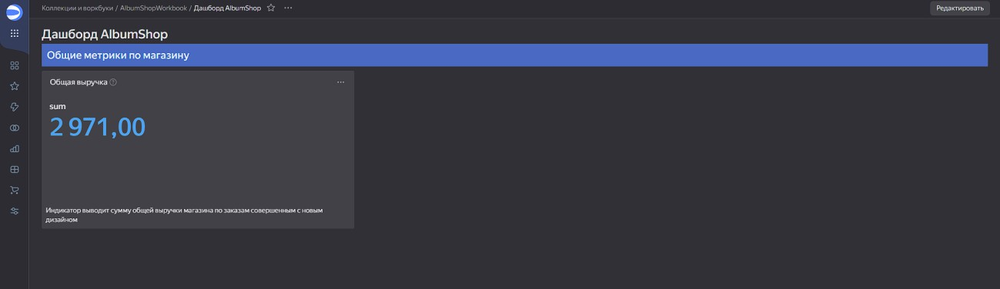 Коллекции и воркбуки / AlbumShopWorkbook / Дашборд AlbumShop
Редактировать
Дашборд AlbumShop
Общие метрики по магазину
Общая выручка
sum
2 971,00
Индикатор выводит сумму общей выручки магазина по заказам совершенным с новым
дизайном